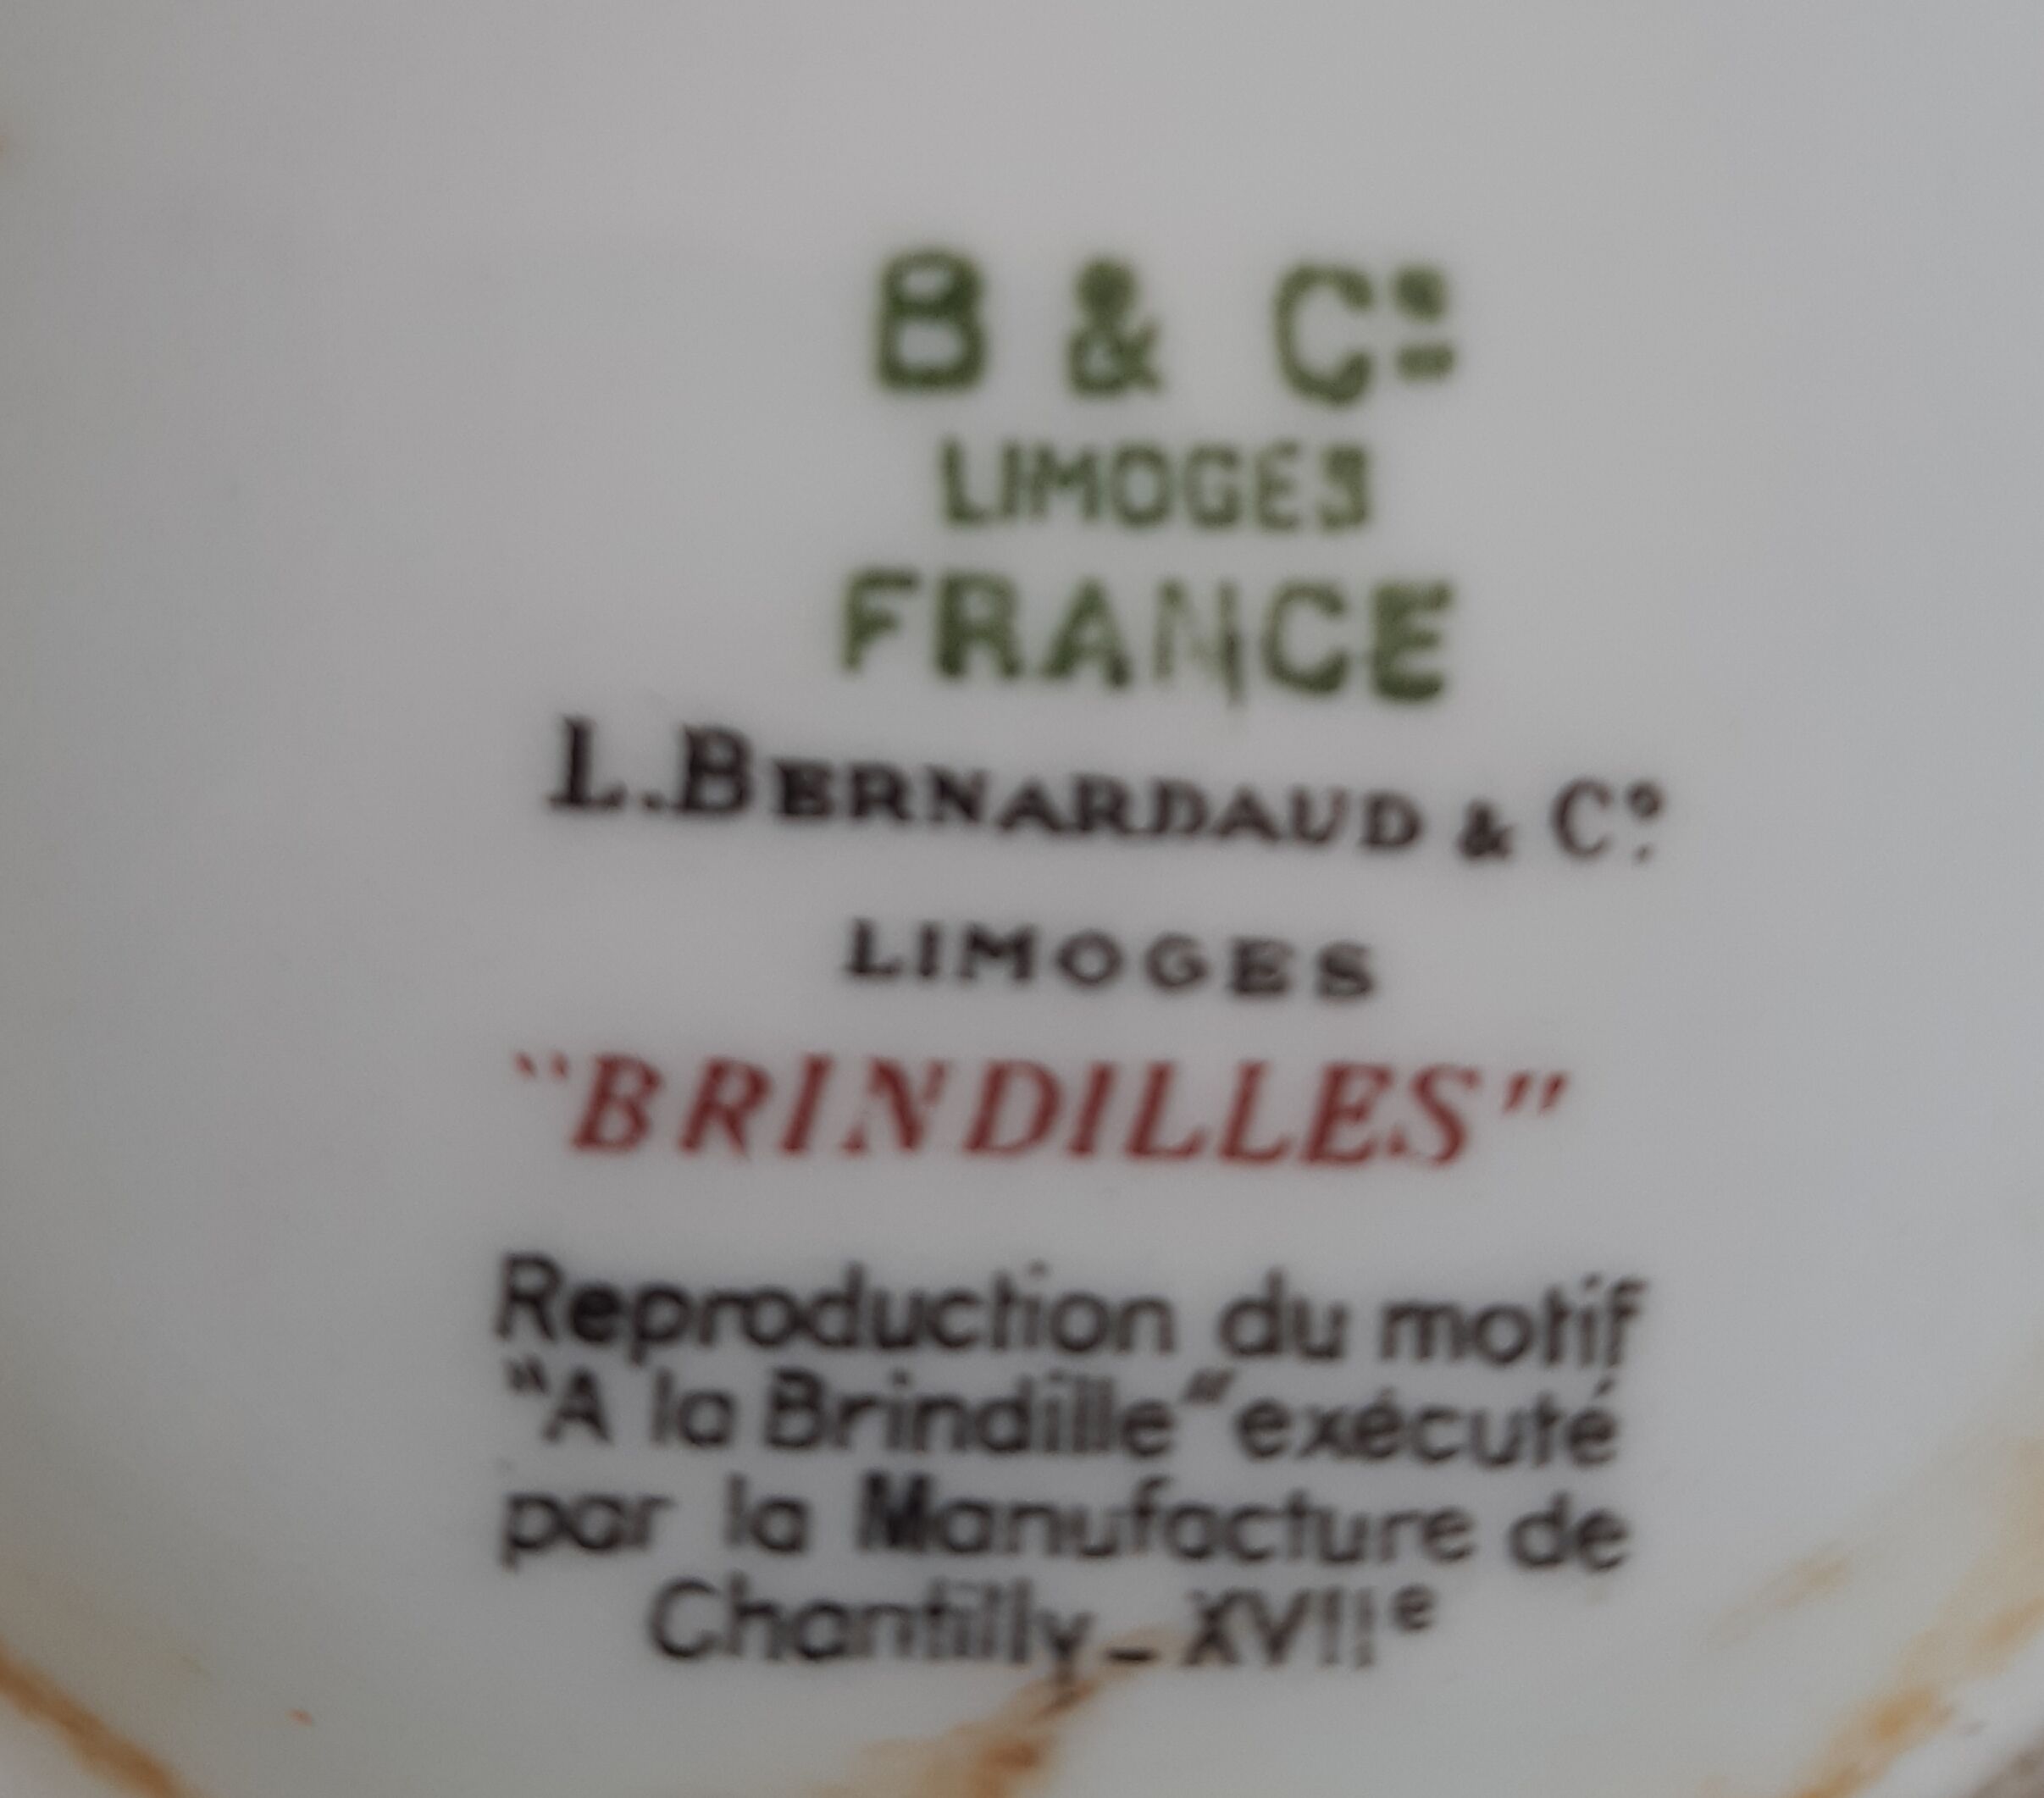 B & Cº
LIMOGES
FRANCE
L. BERNARDAUD & Cº
LIMOGES
"BRINDILLES"
Reproduction du motif
"A la Brindille" exécuté
par la Manufacture de
Chantilly _ XVIIe